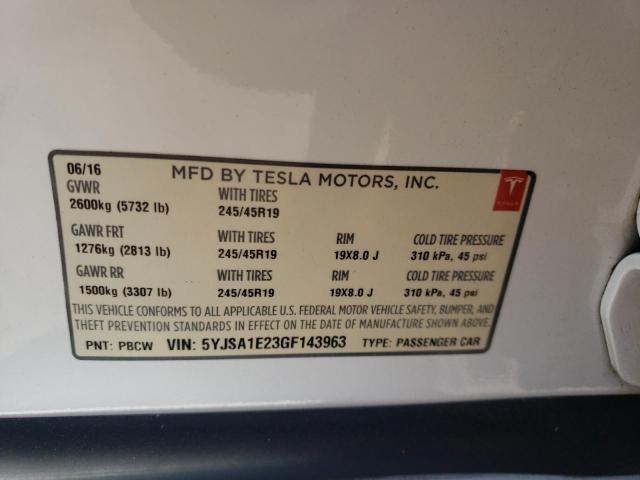 06/16 MFD BY TESLA MOTORS, INC.
GVWR WITH TIRES
2600kg (5732 lb) 245/45R19
TESLA
GAWR FRT WITH TIRES RIM COLD TIRE PRESSURE
1276kg (2813 lb) 245/45R19 19X8.0 J 310 kPa, 45 psi
GAWR RR WITH TIRES RIM COLD TIRE PRESSURE
1500kg (3307 lb) 245/45R19 19X8.0 J 310 kPa, 45 psi
THIS VEHICLE CONFORMS TO ALL APPLICABLE U.S. FEDERAL MOTOR VEHICLE SAFETY, BUMPER, AND
THEFT PREVENTION STANDARDS IN EFFECT ON THE DATE OF MANUFACTURE SHOWN ABOVE.
PNT: PBCW VIN: 5YJSA1E23GF143963 TYPE: PASSENGER CAR